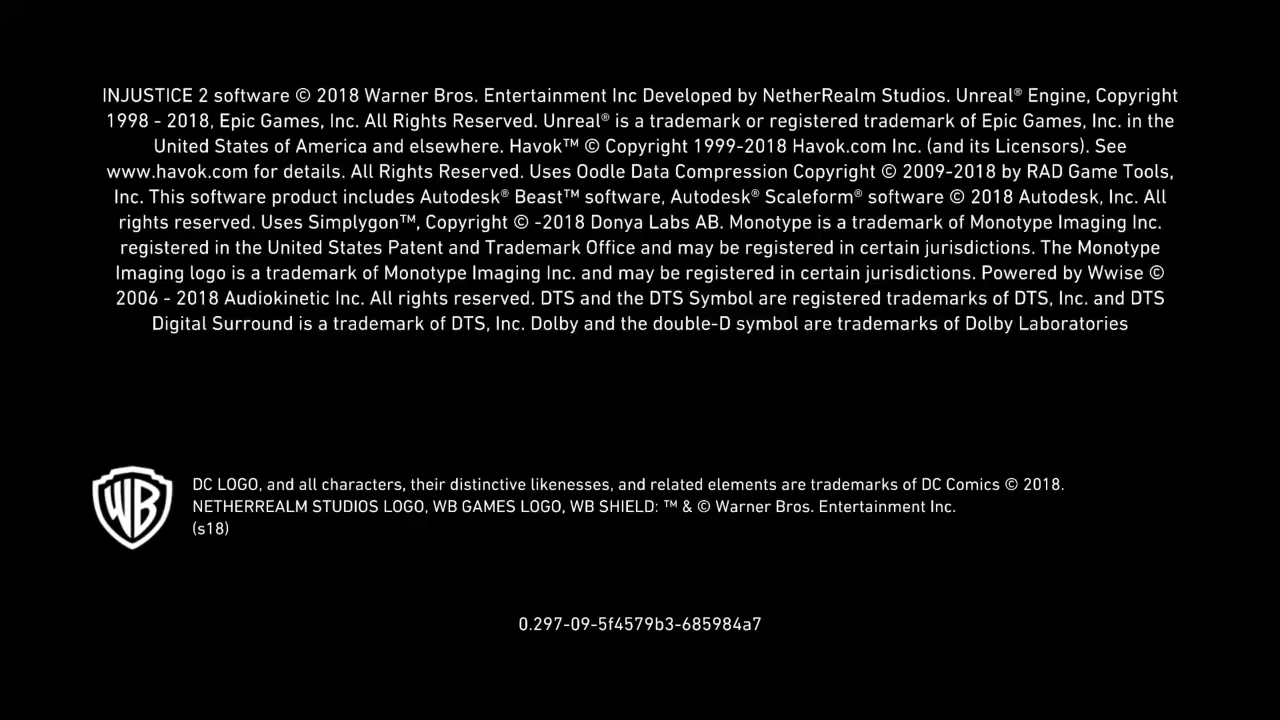 INJUSTICE 2 software © 2018 Warner Bros. Entertainment Inc Developed by NetherRealm Studios. Unreal® Engine, Copyright
1998 - 2018, Epic Games, Inc. All Rights Reserved. Unreal® is a trademark or registered trademark of Epic Games, Inc. in the
United States of America and elsewhere. Havok™ © Copyright 1999-2018 Havok.com Inc. (and its Licensors). See
www.havok.com for details. All Rights Reserved. Uses Oodle Data Compression Copyright © 2009-2018 by RAD Game Tools,
Inc. This software product includes Autodesk® Beast™ software, Autodesk® Scaleform® software © 2018 Autodesk, Inc. All
rights reserved. Uses Simplygon™, Copyright © -2018 Donya Labs AB. Monotype is a trademark of Monotype Imaging Inc.
registered in the United States Patent and Trademark Office and may be registered in certain jurisdictions. The Monotype
Imaging logo is a trademark of Monotype Imaging Inc. and may be registered in certain jurisdictions. Powered by Wwise ©
2006 - 2018 Audiokinetic Inc. All rights reserved. DTS and the DTS Symbol are registered trademarks of DTS, Inc. and DTS
Digital Surround is a trademark of DTS, Inc. Dolby and the double-D symbol are trademarks of Dolby Laboratories
WB
DC LOGO, and all characters, their distinctive likenesses, and related elements are trademarks of DC Comics © 2018.
NETHERREALM STUDIOS LOGO, WB GAMES LOGO, WB SHIELD: ™ & © Warner Bros. Entertainment Inc.
(s18)
0.297-09-5f4579b3-685984a7